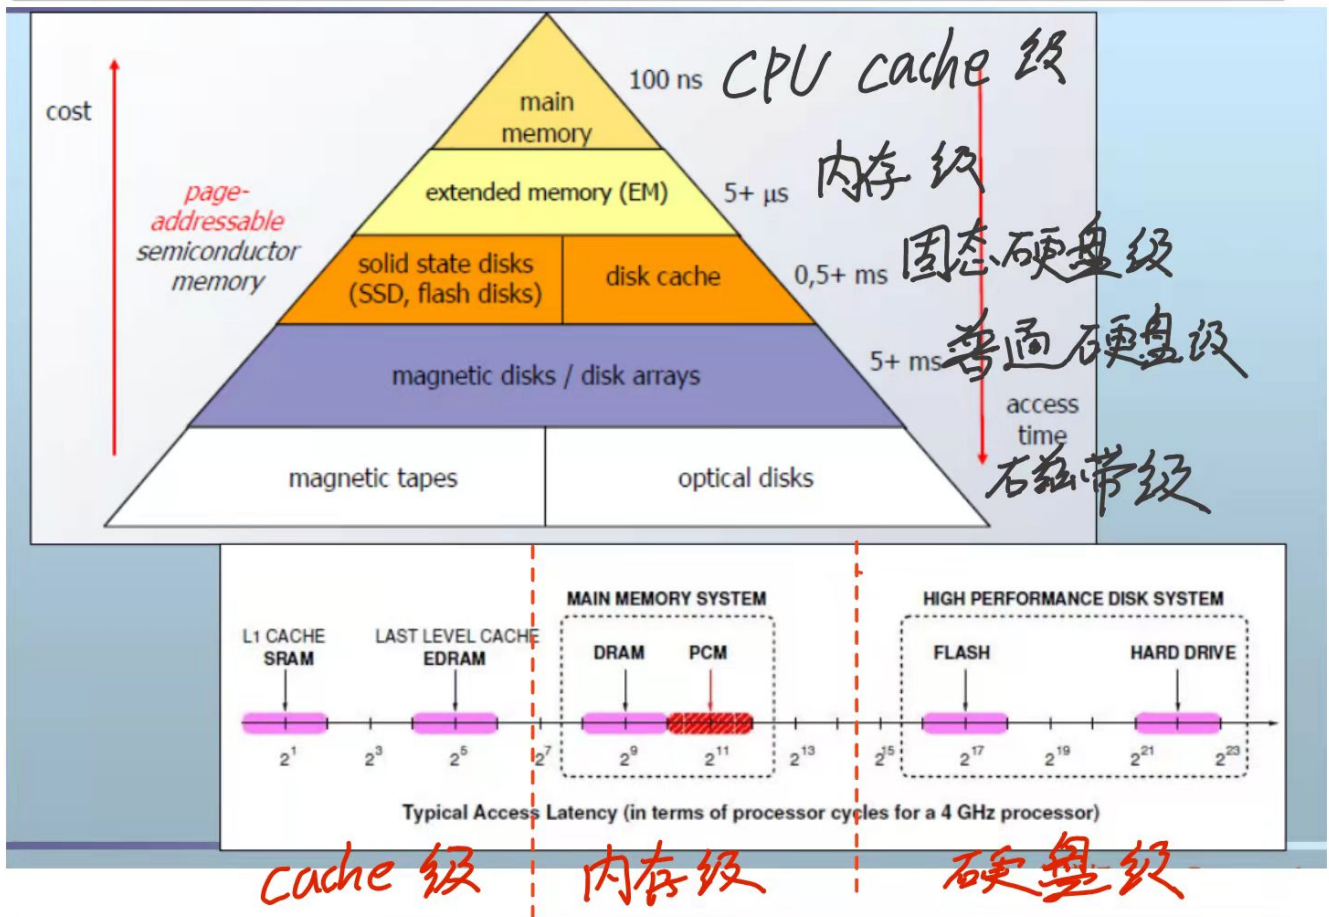 cost
page-
addressable
semiconductor
memory
main
memory
100 ns
CPU cache 级
extended memory (EM)
5+ μs
内存 级
solid state disks
(SSD, flash disks)
disk cache
0,5+ ms
固态硬盘级
magnetic disks / disk arrays
5+ ms
普通硬盘级
access
time
magnetic tapes
optical disks
磁带级
MAIN MEMORY SYSTEM
HIGH PERFORMANCE DISK SYSTEM
L1 CACHE
SRAM
LAST LEVEL CACHE
EDRAM
DRAM
PCM
FLASH
HARD DRIVE
2¹ 2³ 2⁵ 2⁷ 2⁹ 2¹¹ 2¹³ 2¹⁵ 2¹⁷ 2¹⁹ 2²¹ 2²³
Typical Access Latency (in terms of processor cycles for a 4 GHz processor)
cache 级
内存级
硬盘级